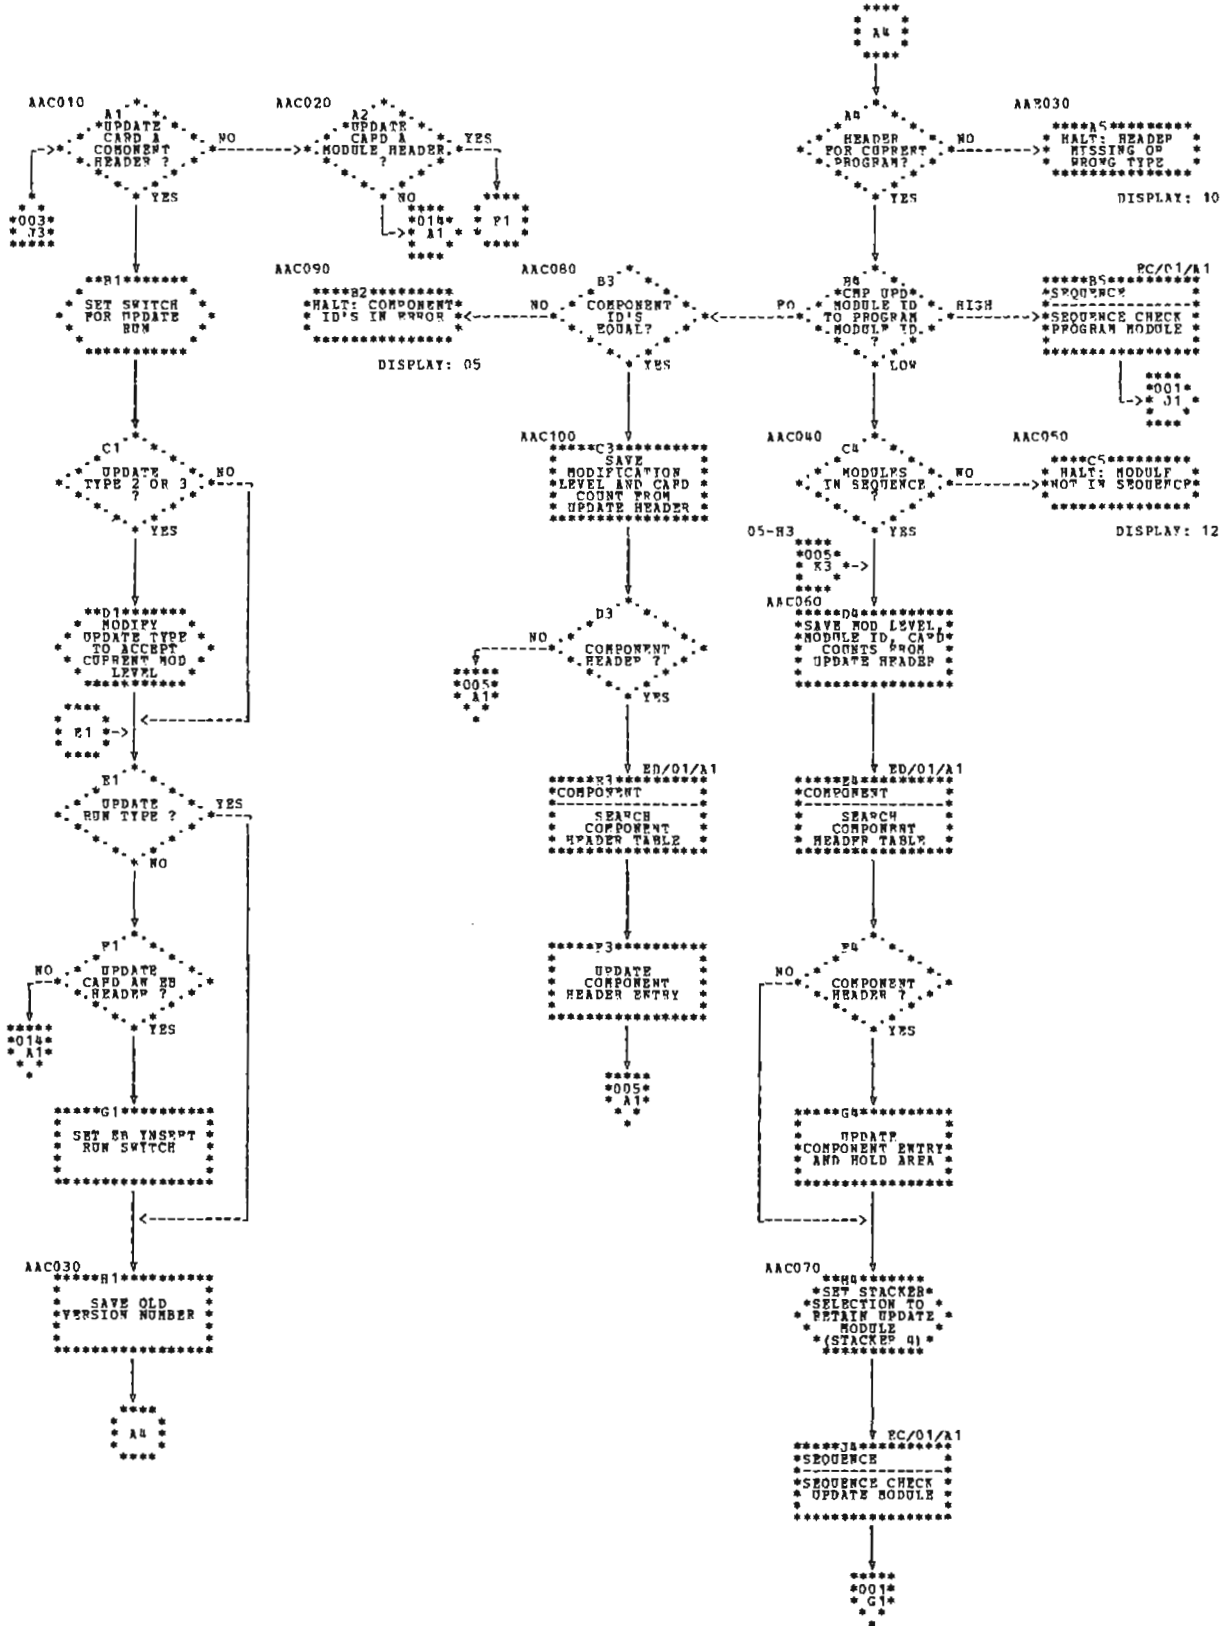 A4
AAC010
A1
UPDATE
CARD A
COMONENT
HEADER ?
NO
YES
003
J3
AAC020
A2
UPDATE
CARD A
MODULE HEADER
?
YES
NO
014
A1
A4
HEADER
FOR CURRENT
PROGRAM?
NO
YES
A5
HALT: HEADER
MISSING OR
WRONG TYPE
DISPLAY: 10
B1
SET SWITCH
FOR UPDATE
RUN
AAC090
B2
HALT: COMPONENT
ID'S IN ERROR
DISPLAY: 05
AAC080
B3
COMPONENT
ID'S
EQUAL?
NO
YES
B4
CMP UPD
MODULE ID
TO PROGRAM
MODULE ID
?
HIGH
LOW
EC/01/A1
B5
SEQUENCE
SEQUENCE CHECK
PROGRAM MODULE
001
J1
C1
UPDATE
TYPE 2 OR 3
?
NO
YES
AAC100
C3
SAVE
MODIFICATION
LEVEL AND CARD
COUNT FROM
UPDATE HEADER
AAC040
C4
MODULES
IN SEQUENCE
?
NO
YES
AAC050
C5
HALT: MODULE
NOT IN SEQUENCE
DISPLAY: 12
05-H3
005
K3
D1
MODIFY
UPDATE TYPE
TO ACCEPT
CURRENT MOD
LEVEL
D3
COMPONENT
HEADER ?
NO
YES
005
A1
AAC060
D4
SAVE MOD LEVEL,
MODULE ID, CARD
COUNTS FROM
UPDATE HEADER
E1
E1
UPDATE
RUN TYPE ?
YES
NO
ED/01/A1
E3
COMPONENT
SEARCH
COMPONENT
HEADER TABLE
ED/01/A1
E4
COMPONENT
SEARCH
COMPONENT
HEADER TABLE
F1
UPDATE
CARD AN EB
HEADER ?
NO
YES
014
A1
F3
UPDATE
COMPONENT
HEADER ENTRY
005
A1
F4
COMPONENT
HEADER ?
NO
YES
G1
SET EB INSERT
RUN SWITCH
G4
UPDATE
COMPONENT ENTRY
AND HOLD AREA
AAC030
H1
SAVE OLD
VERSION NUMBER
A4
AAC070
H4
SET STACKER
SELECTION TO
RETAIN UPDATE
MODULE
(STACKER 4)
EC/01/A1
J4
SEQUENCE
SEQUENCE CHECK
UPDATE MODULE
001
G1